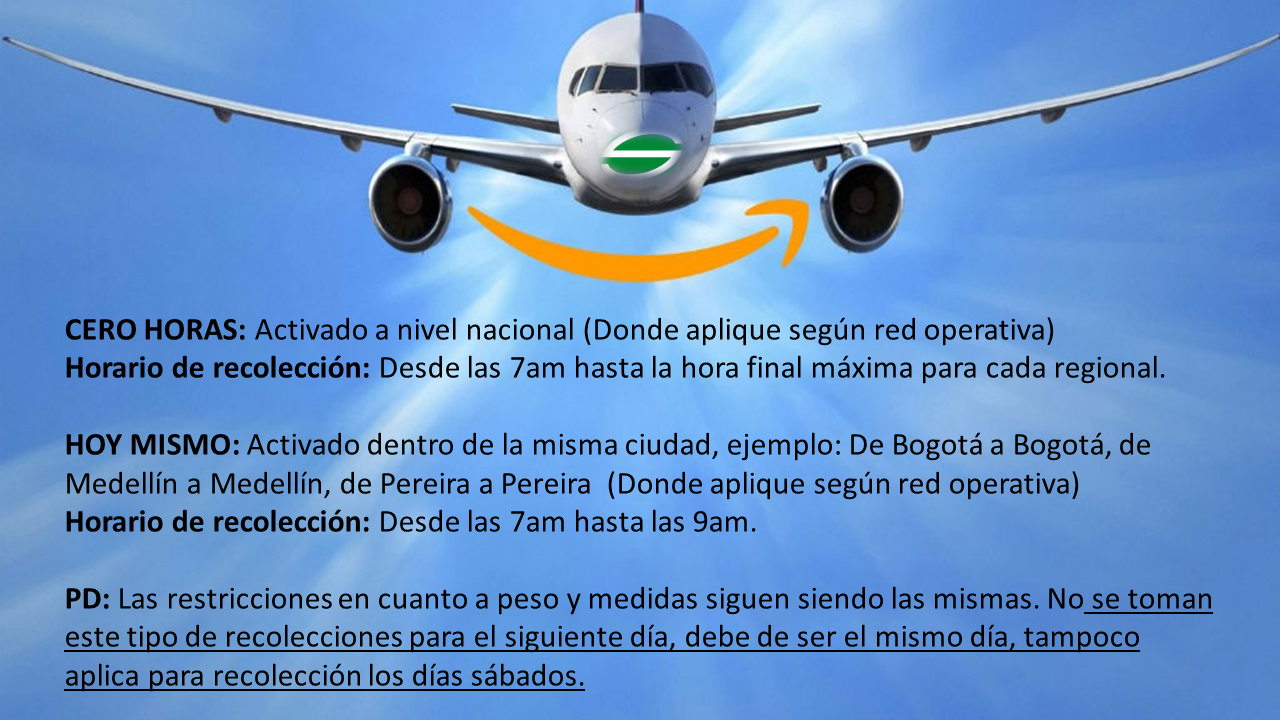 CERO HORAS: Activado a nivel nacional (Donde aplique según red operativa)
Horario de recolección: Desde las 7am hasta la hora final máxima para cada regional.
HOY MISMO: Activado dentro de la misma ciudad, ejemplo: De Bogotá a Bogotá, de
Medellín a Medellín, de Pereira a Pereira (Donde aplique según red operativa)
Horario de recolección: Desde las 7am hasta las 9am.
PD: Las restricciones en cuanto a peso y medidas siguen siendo las mismas. No se toman
este tipo de recolecciones para el siguiente día, debe de ser el mismo día, tampoco
aplica para recolección los días sábados.